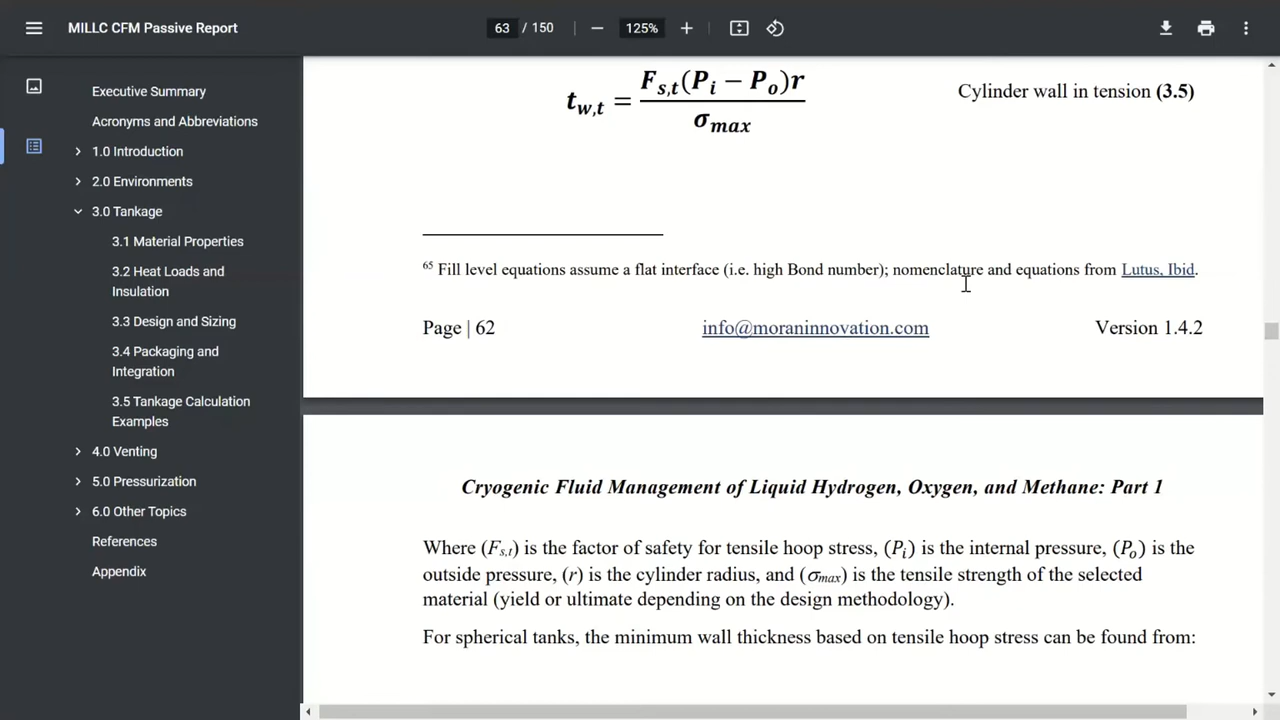 MILLC CFM Passive Report
63 / 150
125%
Executive Summary
Acronyms and Abbreviations
1.0 Introduction
2.0 Environments
3.0 Tankage
3.1 Material Properties
3.2 Heat Loads and
Insulation
3.3 Design and Sizing
3.4 Packaging and
Integration
3.5 Tankage Calculation
Examples
4.0 Venting
5.0 Pressurization
6.0 Other Topics
References
Appendix
t_{w,t} = F_{s,t}(P_i − P_o)r / σ_{max}
Cylinder wall in tension (3.5)
65 Fill level equations assume a flat interface (i.e. high Bond number); nomenclature and equations from Lutus, Ibid.
Page | 62
info@moraninnovation.com
Version 1.4.2
Cryogenic Fluid Management of Liquid Hydrogen, Oxygen, and Methane: Part 1
Where (F_{s,t}) is the factor of safety for tensile hoop stress, (P_i) is the internal pressure, (P_o) is the
outside pressure, (r) is the cylinder radius, and (σ_{max}) is the tensile strength of the selected
material (yield or ultimate depending on the design methodology).
For spherical tanks, the minimum wall thickness based on tensile hoop stress can be found from: